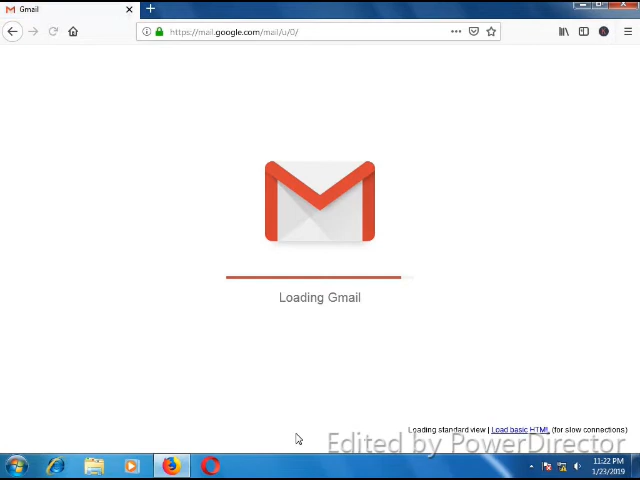 Gmail
https://mail.google.com/mail/u/0/
Loading Gmail
Loading standard view | Load basic HTML (for slow connections)
Edited by PowerDirector
11:22 PM
1/23/2019